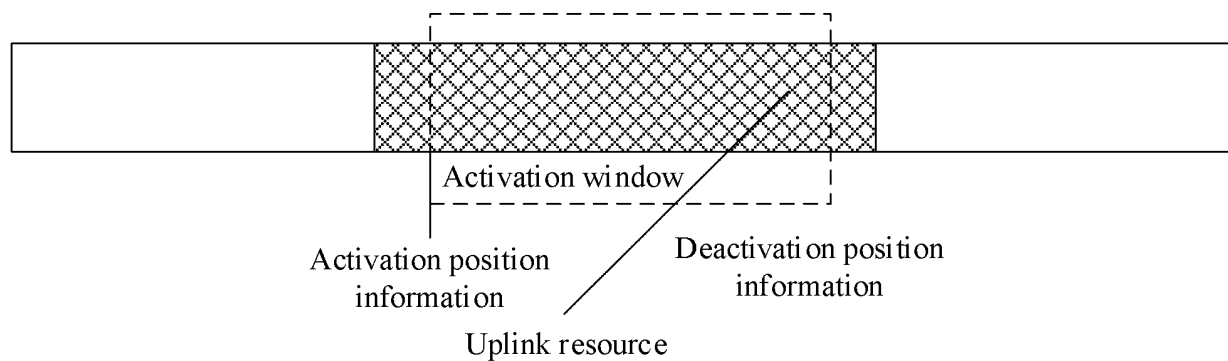 Activation window
Activation position
information
Deactivation position
information
Uplink resource